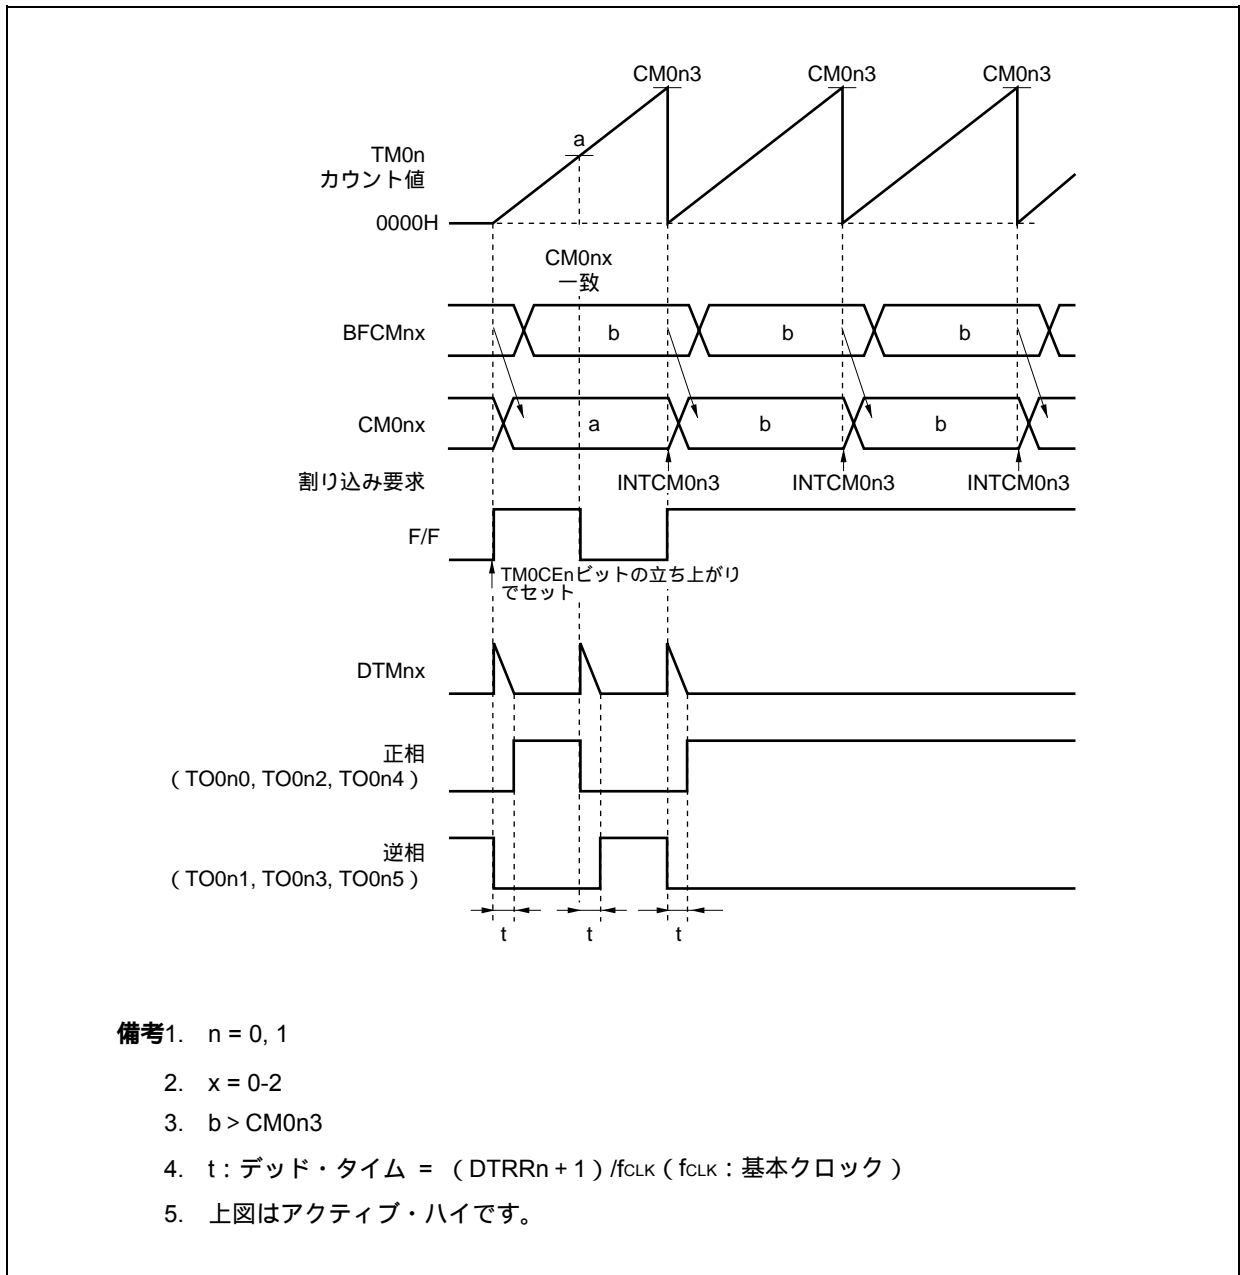 CM0n3 CM0n3 CM0n3
a
TM0n
カウント値
0000H
CM0nx
一致
BFCMnx b b b
CM0nx a b b
割り込み要求 INTCM0n3 INTCM0n3 INTCM0n3
F/F
TM0CEnビットの立ち上がり
でセット
DTMnx
正相
(TO0n0, TO0n2, TO0n4)
逆相
(TO0n1, TO0n3, TO0n5)
t t t
備考1. n = 0, 1
2. x = 0-2
3. b > CM0n3
4. t:デッド・タイム = (DTRRn + 1)/fCLK(fCLK:基本クロック)
5. 上図はアクティブ・ハイです。